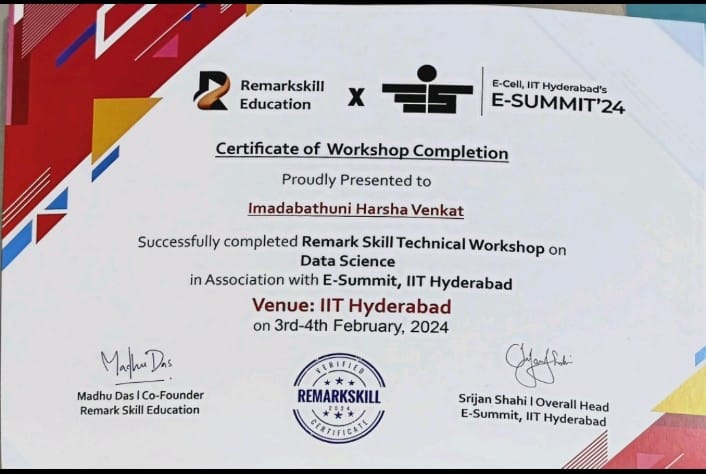 Remarkskill
Education
X
E-Cell, IIT Hyderabad's
E-SUMMIT'24
Certificate of Workshop Completion
Proudly Presented to
Imadabathuni Harsha Venkat
Successfully completed Remark Skill Technical Workshop on
Data Science
in Association with E-Summit, IIT Hyderabad
Venue: IIT Hyderabad
on 3rd-4th February, 2024
Madhu Das
Madhu Das I Co-Founder
Remark Skill Education
VERIFIED
REMARKSKILL
2024
CERTIFICATE
Srijan Shahi I Overall Head
E-Summit, IIT Hyderabad